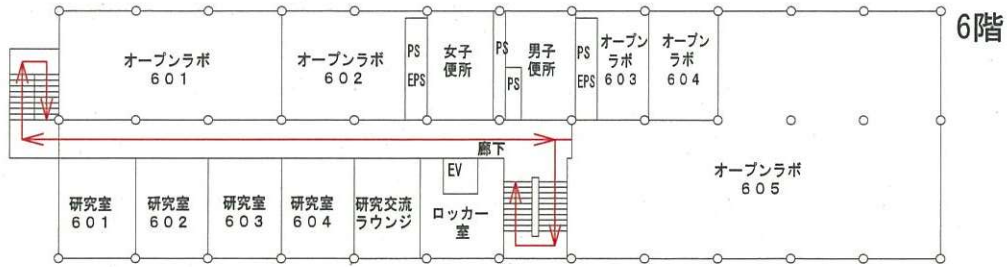 6階
オープンラボ
601
オープンラボ
602
PS
EPS
女子
便所
PS
PS
男子
便所
PS
EPS
オープン
ラボ
603
オープン
ラボ
604
廊下
オープンラボ
605
研究室
601
研究室
602
研究室
603
研究室
604
研究交流
ラウンジ
EV
ロッカー
室